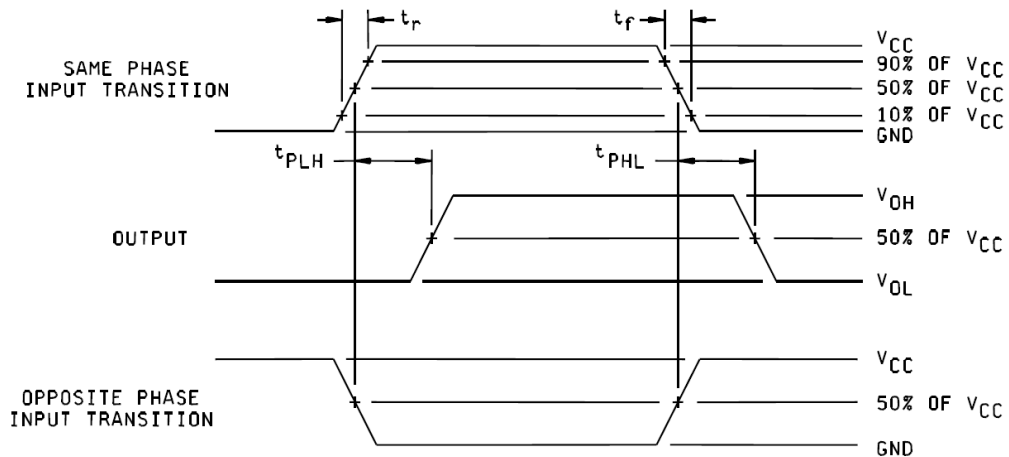 tr
tf
SAME PHASE
INPUT TRANSITION
VCC
90% OF VCC
50% OF VCC
10% OF VCC
GND
tPLH
tPHL
OUTPUT
VOH
50% OF VCC
VOL
OPPOSITE PHASE
INPUT TRANSITION
VCC
50% OF VCC
GND